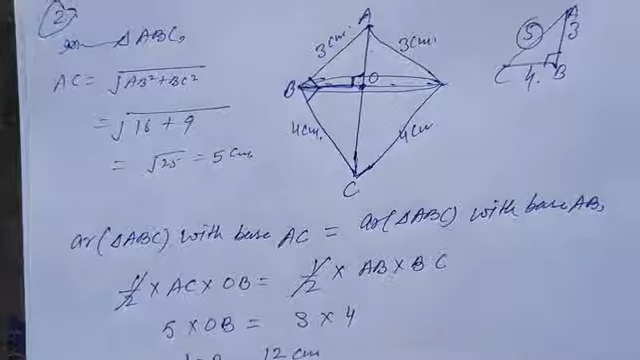 2
In ΔABC,
AC = √AB²+BC²
= √16 + 9
= √25 = 5 cm.
A
3cm.
3cm.
B
O
4cm.
4cm
C
A
5
3
C
4.
B
ar(ΔABC) with base AC = ar(ΔABC) with base AB,
1/2 × AC × OB = 1/2 × AB × BC
5 × OB = 3 × 4
12 cm